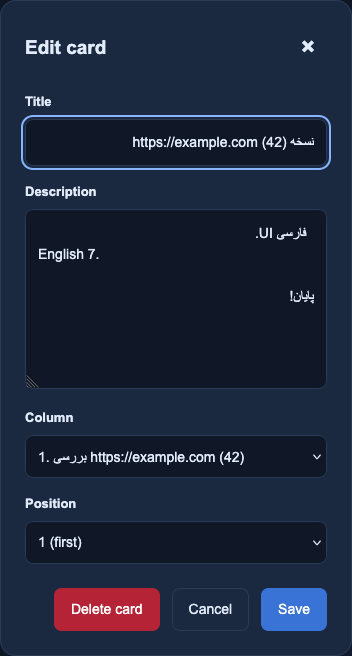 Edit card
✖
Title
نسخه (42) https://example.com
Description
فارسی UI.
English 7.
پایان!
Column
1. بررسی https://example.com (42)
Position
1 (first)
Delete card
Cancel
Save